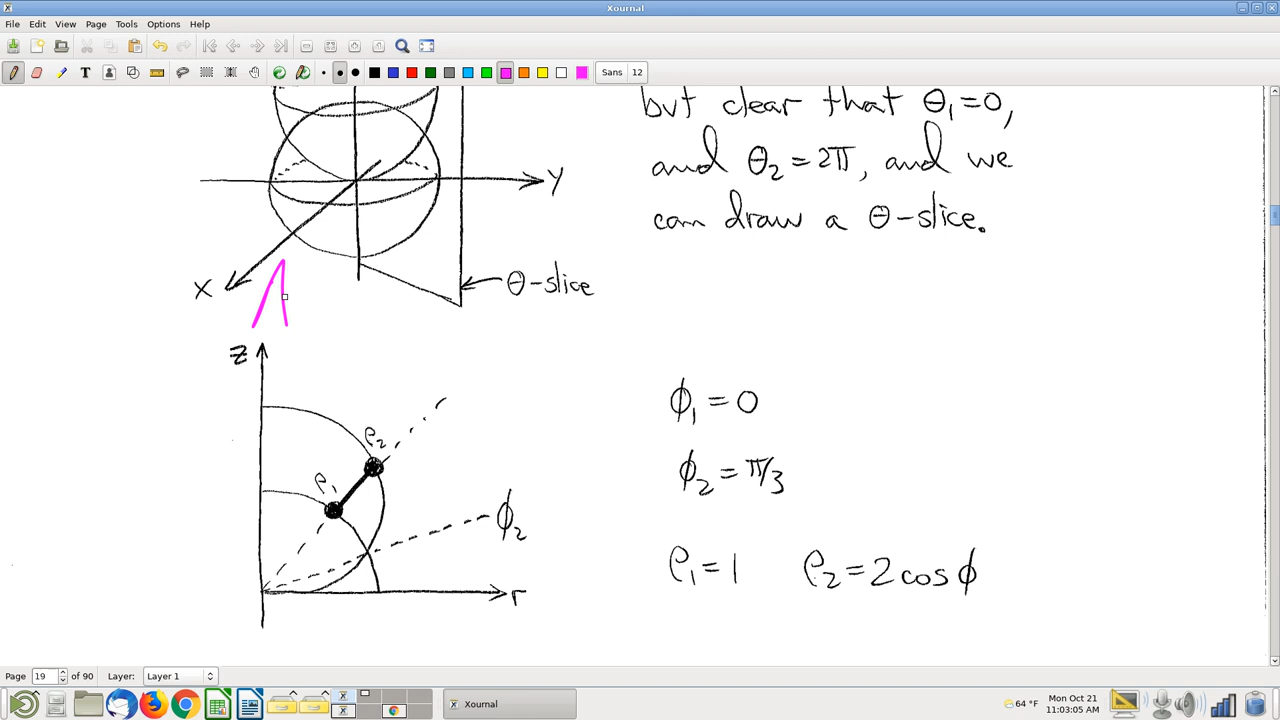 Xournal
File Edit View Page Tools Options Help
T Sans 12
but clear that θ₁=0,
and θ₂=2π, and we
can draw a θ-slice.
Y
X
θ-slice
Z
ρ₂
ρ₁
ϕ₂
r
ϕ₁ = 0
ϕ₂ = π/3
ρ₁=1 ρ₂=2cosϕ
Page 19 of 90 Layer: Layer 1
Xournal
64 °F
Mon Oct 21
11:03:05 AM